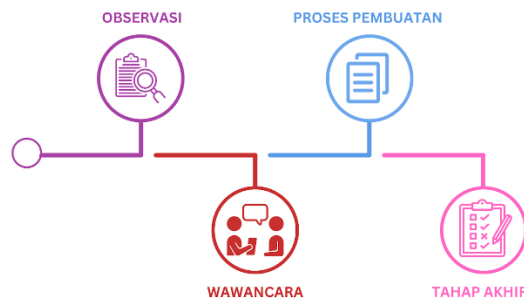 OBSERVASI
PROSES PEMBUATAN
WAWANCARA
TAHAP AKHIR